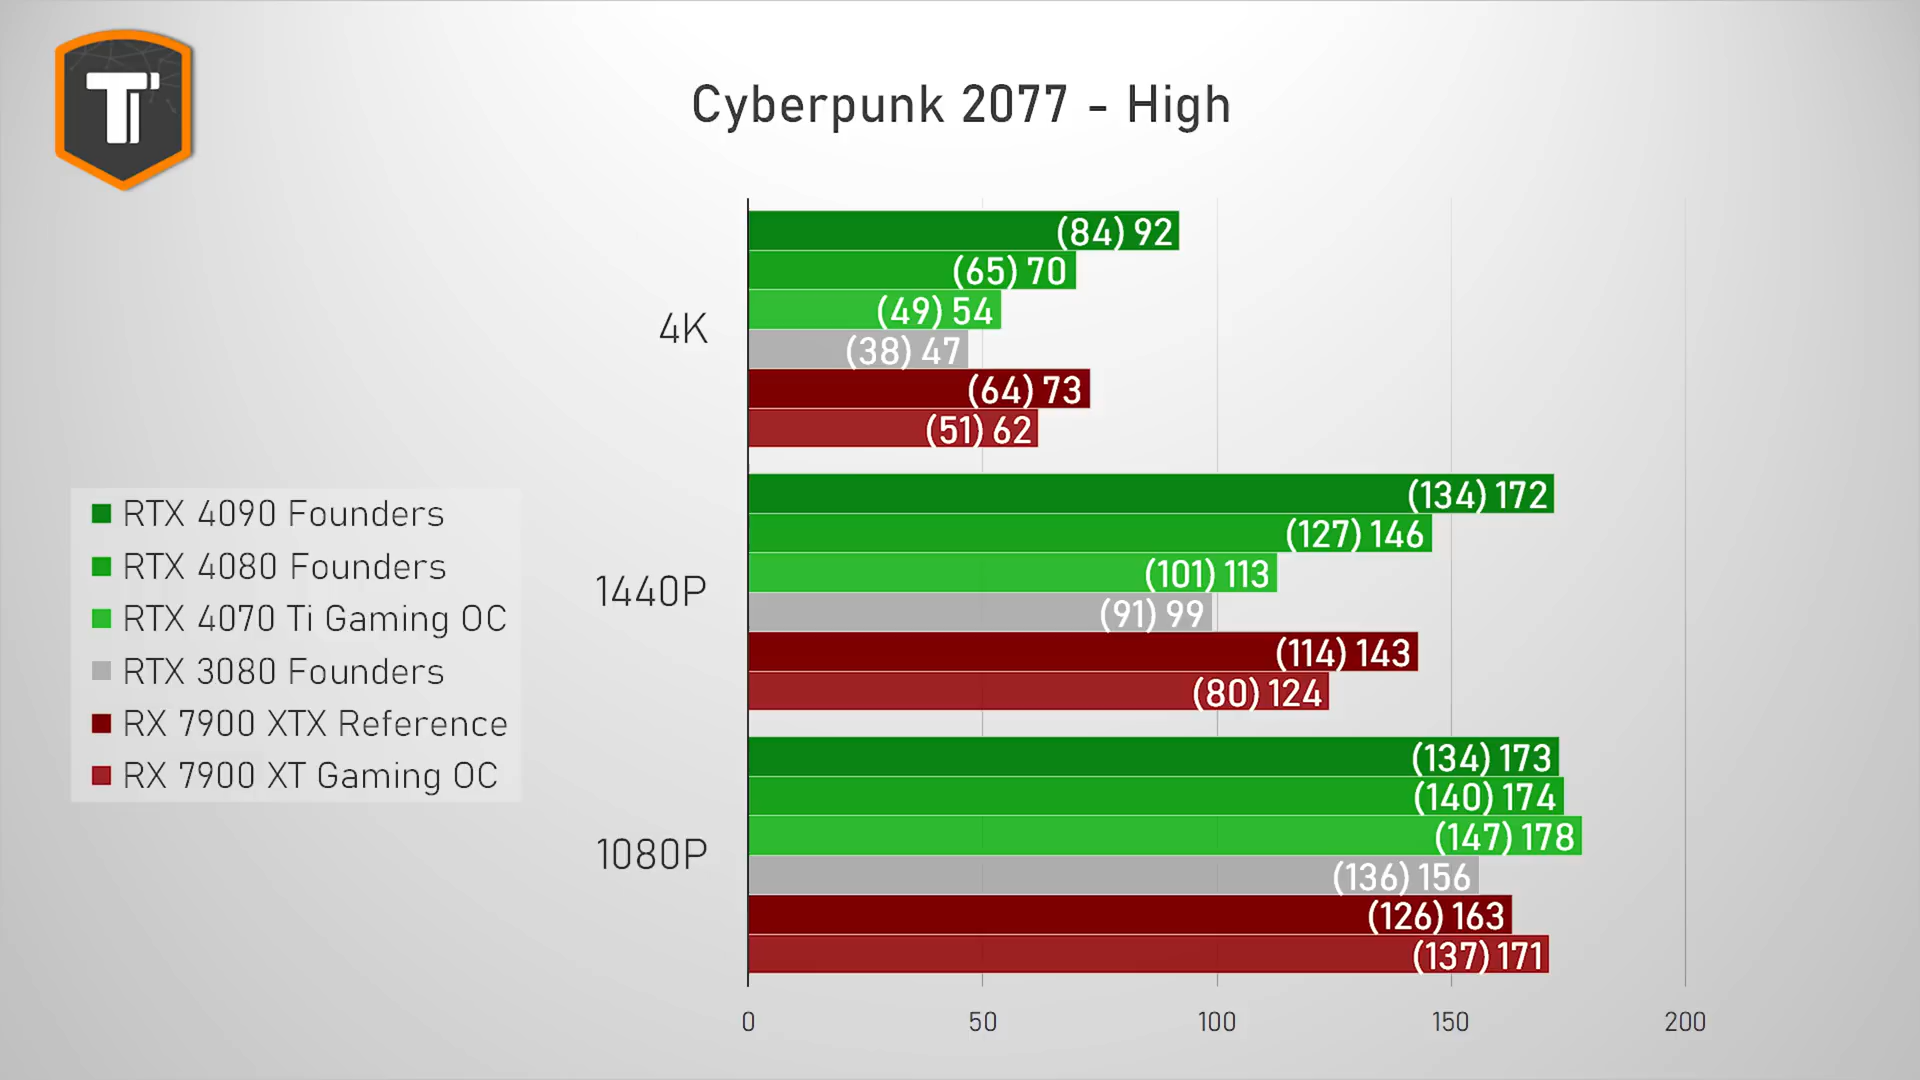 T
Cyberpunk 2077 - High
4K
(84) 92
(65) 70
(49) 54
(38) 47
(64) 73
(51) 62
1440P
(134) 172
(127) 146
(101) 113
(91) 99
(114) 143
(80) 124
1080P
(134) 173
(140) 174
(147) 178
(136) 156
(126) 163
(137) 171
0 50 100 150 200
RTX 4090 Founders
RTX 4080 Founders
RTX 4070 Ti Gaming OC
RTX 3080 Founders
RX 7900 XTX Reference
RX 7900 XT Gaming OC